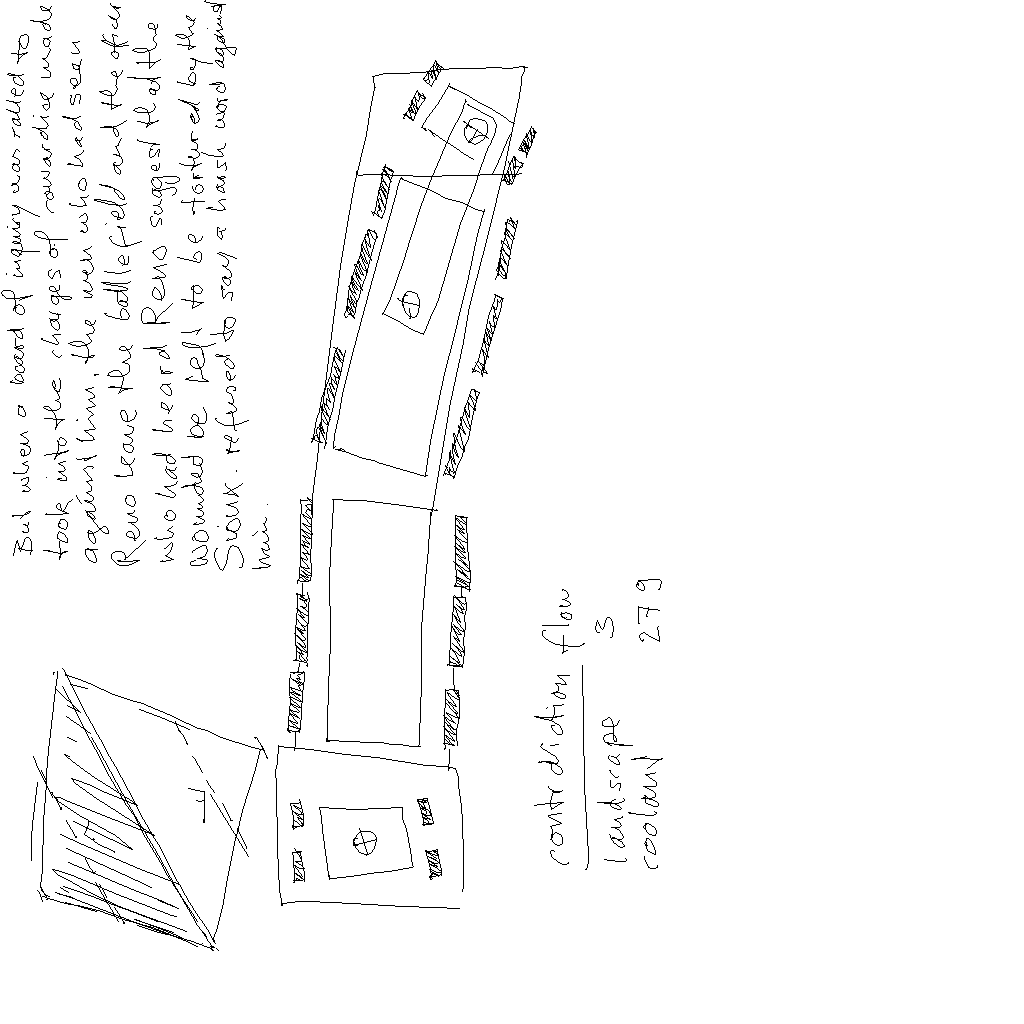 But when a board of inquiry was called to
look into the charges of cowardice made
against him, the men who had seen
Reno leave the battlefield and the officer
who had heard Reno suggest that the
wounded be left to be tortured by the
Sioux. refused to say a harsh word against
him.
contradiction flow
landscape 3
coolant 279